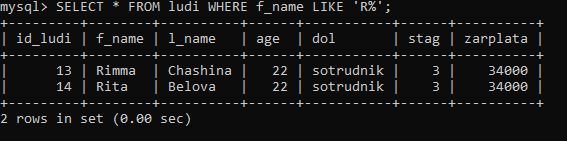 mysql> SELECT * FROM ludi WHERE f_name LIKE 'R%';
+---------+--------+----------+------+-----------+------+----------+
| id_ludi | f_name | l_name   | age  | dol       | stag | zarplata |
+---------+--------+----------+------+-----------+------+----------+
|      13 | Rimma  | Chashina |   22 | sotrudnik |    3 |    34000 |
|      14 | Rita   | Belova   |   22 | sotrudnik |    3 |    34000 |
+---------+--------+----------+------+-----------+------+----------+
2 rows in set (0.00 sec)